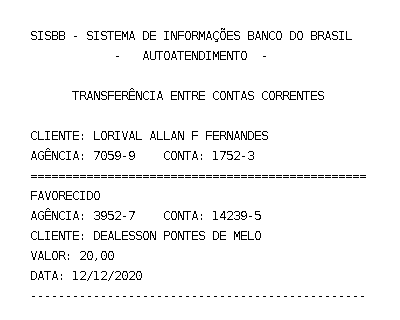 SISBB - SISTEMA DE INFORMAÇÕES BANCO DO BRASIL
- AUTOATENDIMENTO -
TRANSFERÊNCIA ENTRE CONTAS CORRENTES
CLIENTE: LORIVAL ALLAN F FERNANDES
AGÊNCIA: 7059-9 CONTA: 1752-3
================================================
FAVORECIDO
AGÊNCIA: 3952-7 CONTA: 14239-5
CLIENTE: DEALESSON PONTES DE MELO
VALOR: 20,00
DATA: 12/12/2020
------------------------------------------------